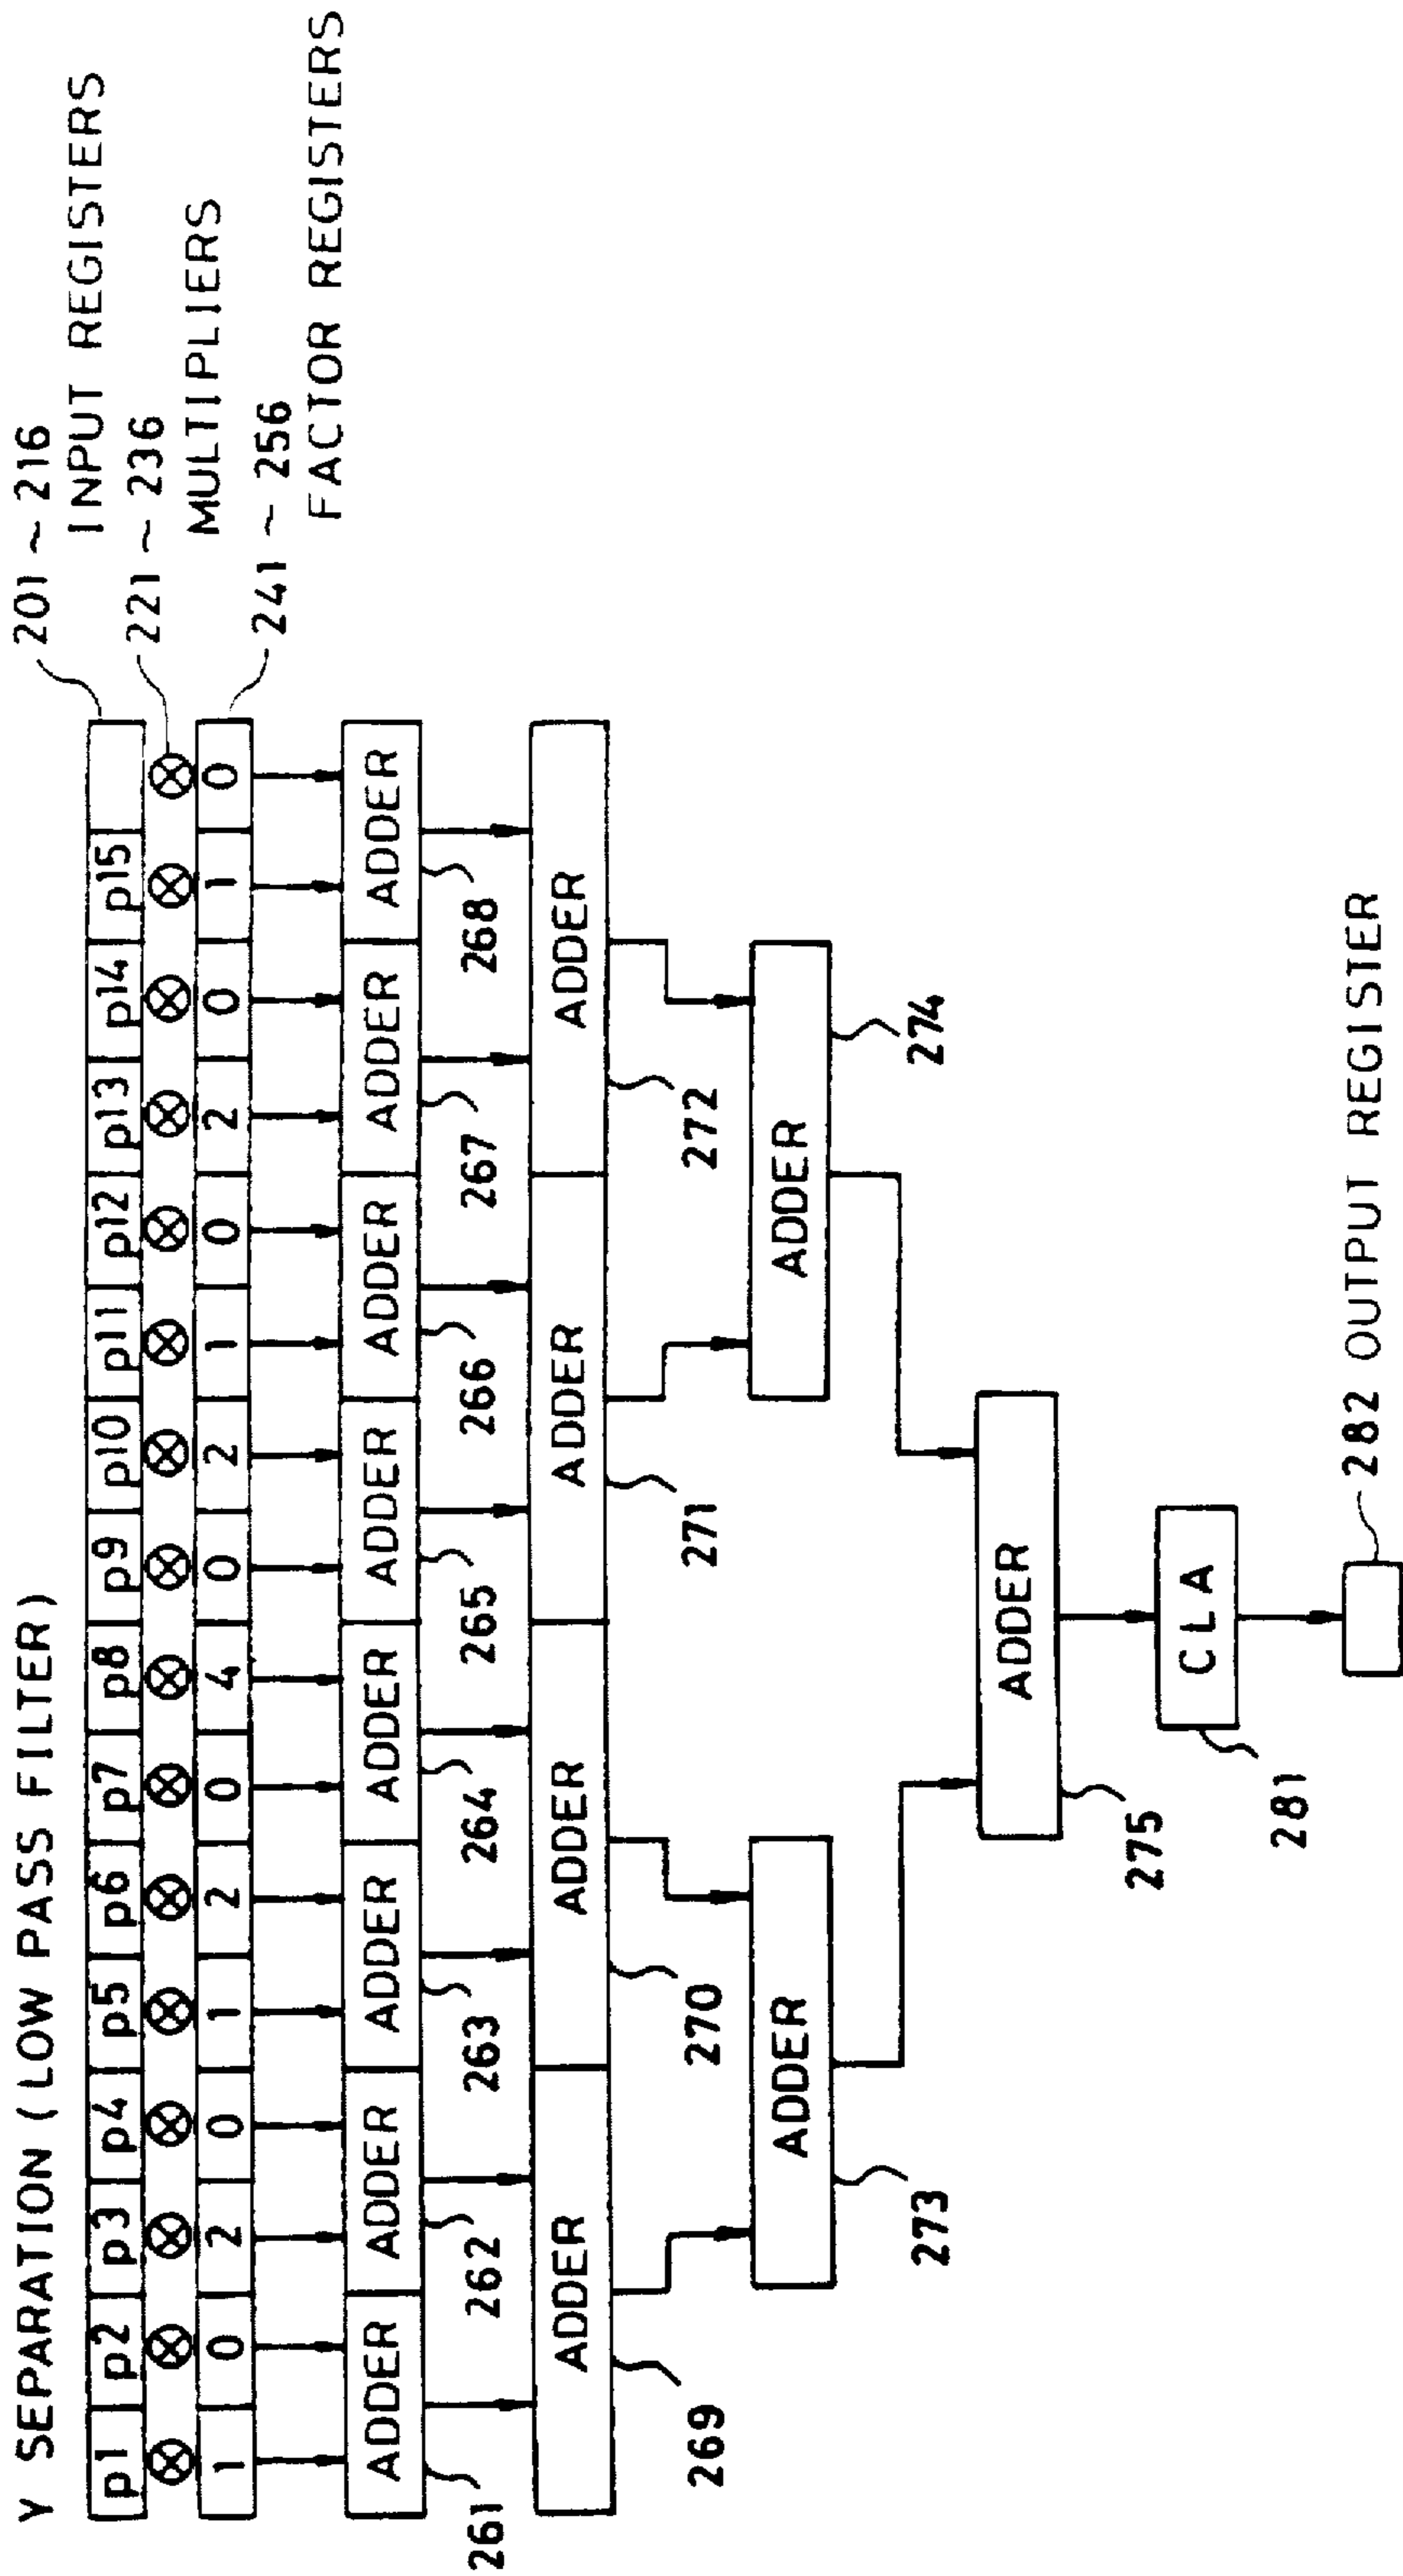 Y SEPARATION (LOW PASS FILTER)
p1 p2 p3 p4 p5 p6 p7 p8 p9 p10 p11 p12 p13 p14 p15
201 ~ 216
INPUT REGISTERS
221 ~ 236
MULTIPLIERS
1 0 2 0 1 2 0 4 0 2 1 0 2 0 1 0
241 ~ 256
FACTOR REGISTERS
ADDER ADDER ADDER ADDER ADDER ADDER ADDER ADDER
261 262 263 264 265 266 267 268
ADDER ADDER ADDER ADDER
269 270 271 272
ADDER ADDER
273 274
ADDER
275
CLA
281
282 OUTPUT REGISTER